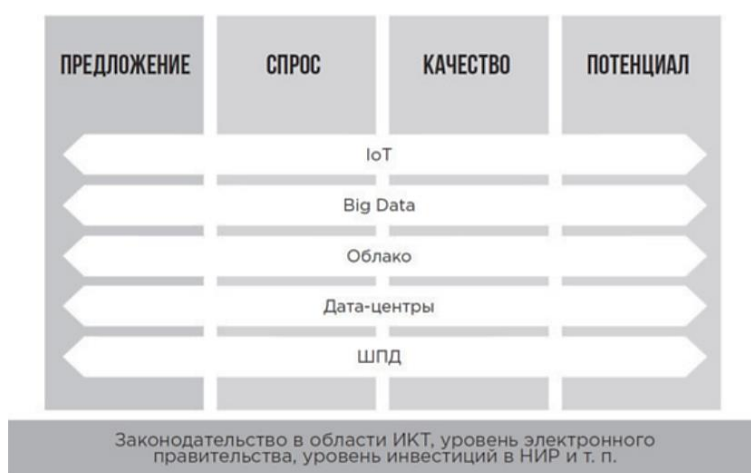 ПРЕДЛОЖЕНИЕ СПРОС КАЧЕСТВО ПОТЕНЦИАЛ
IoT
Big Data
Облако
Дата-центры
ШПД
Законодательство в области ИКТ, уровень электронного
правительства, уровень инвестиций в НИР и т. п.